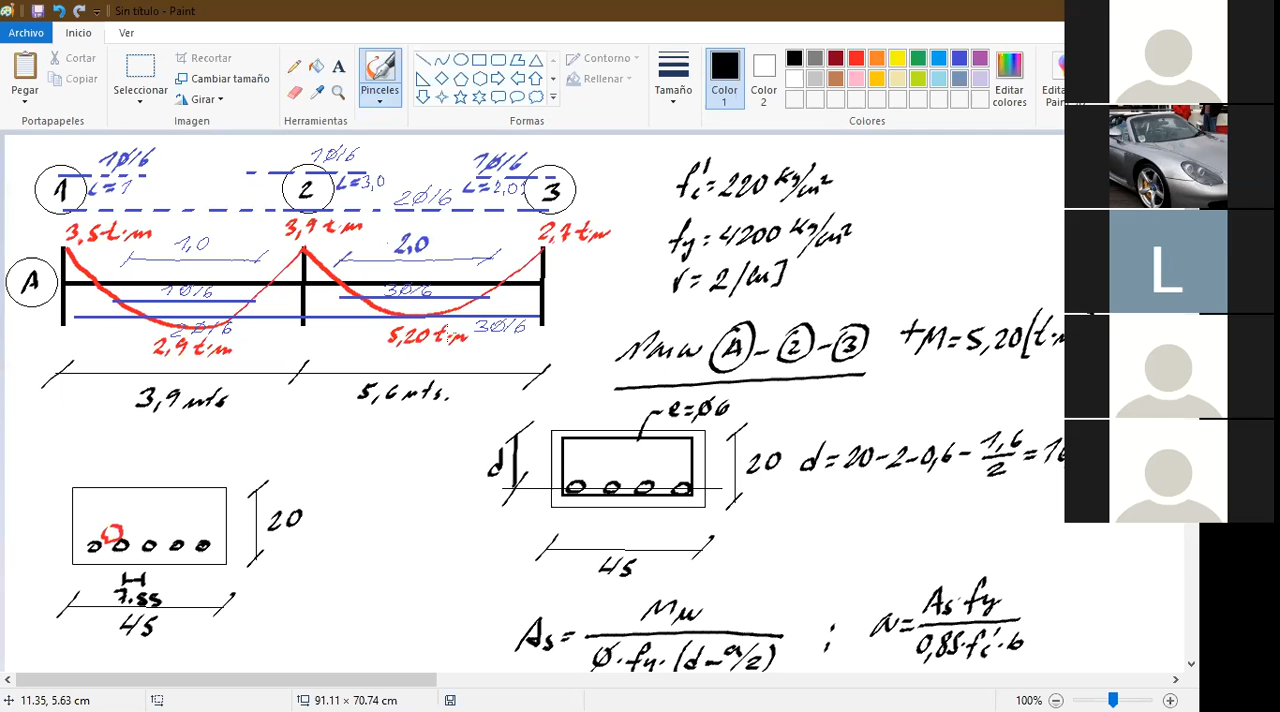 Sin título - Paint
Archivo
Inicio
Ver
Pegar
Cortar
Copiar
Portapapeles
Seleccionar
Recortar
Cambiar tamaño
Girar
Imagen
A
Herramientas
Pinceles
Contorno
Rellenar
Formas
Tamaño
Color 1
Color 2
Editar colores
Colores
1Ø16
1Ø16
1Ø16
L=1
L=3,0
2Ø16
1
2
3
3,5 t·m
3,9 t·m
2,7 t·m
1,0
2,0
A
1Ø16
3Ø16
2Ø16
3Ø16
2,9 t·m
5,20 t·m
3,9 mts
5,6 mts.
f'c = 220 Kg/cm²
fy = 4200 Kg/cm²
r = 2 [cm]
A - 2 - 3
+M = 5,20
e=Ø6
d
20
45
d = 20 - 2 - 0,6 - 1,6/2 =
20
7.55
45
As = Mu / Ø·fy·(d - a/2) ; a = As·fy / 0,85·f'c·b
L
11.35, 5.63 cm
91.11 × 70.74 cm
100%